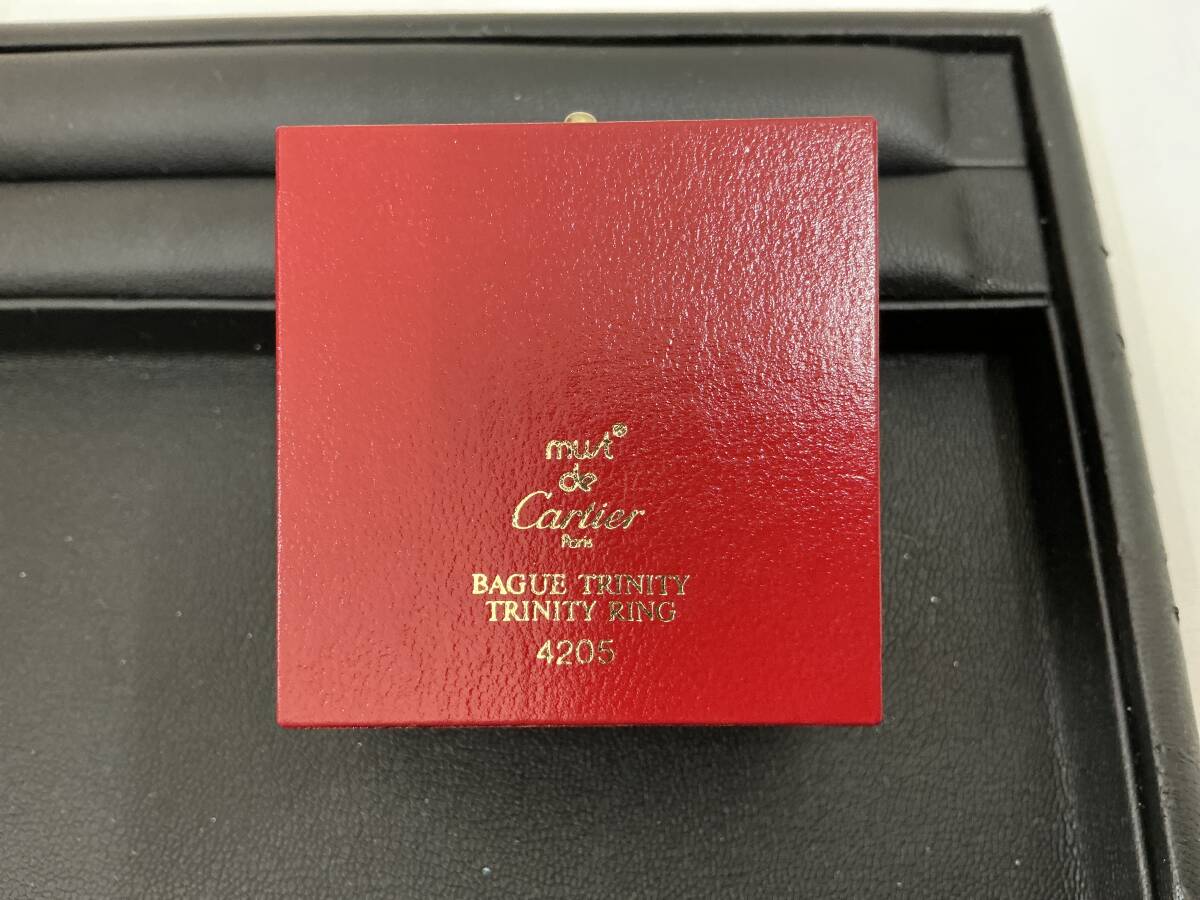 must®
de
Cartier
Paris
BAGUE TRINITY
TRINITY RING
4205